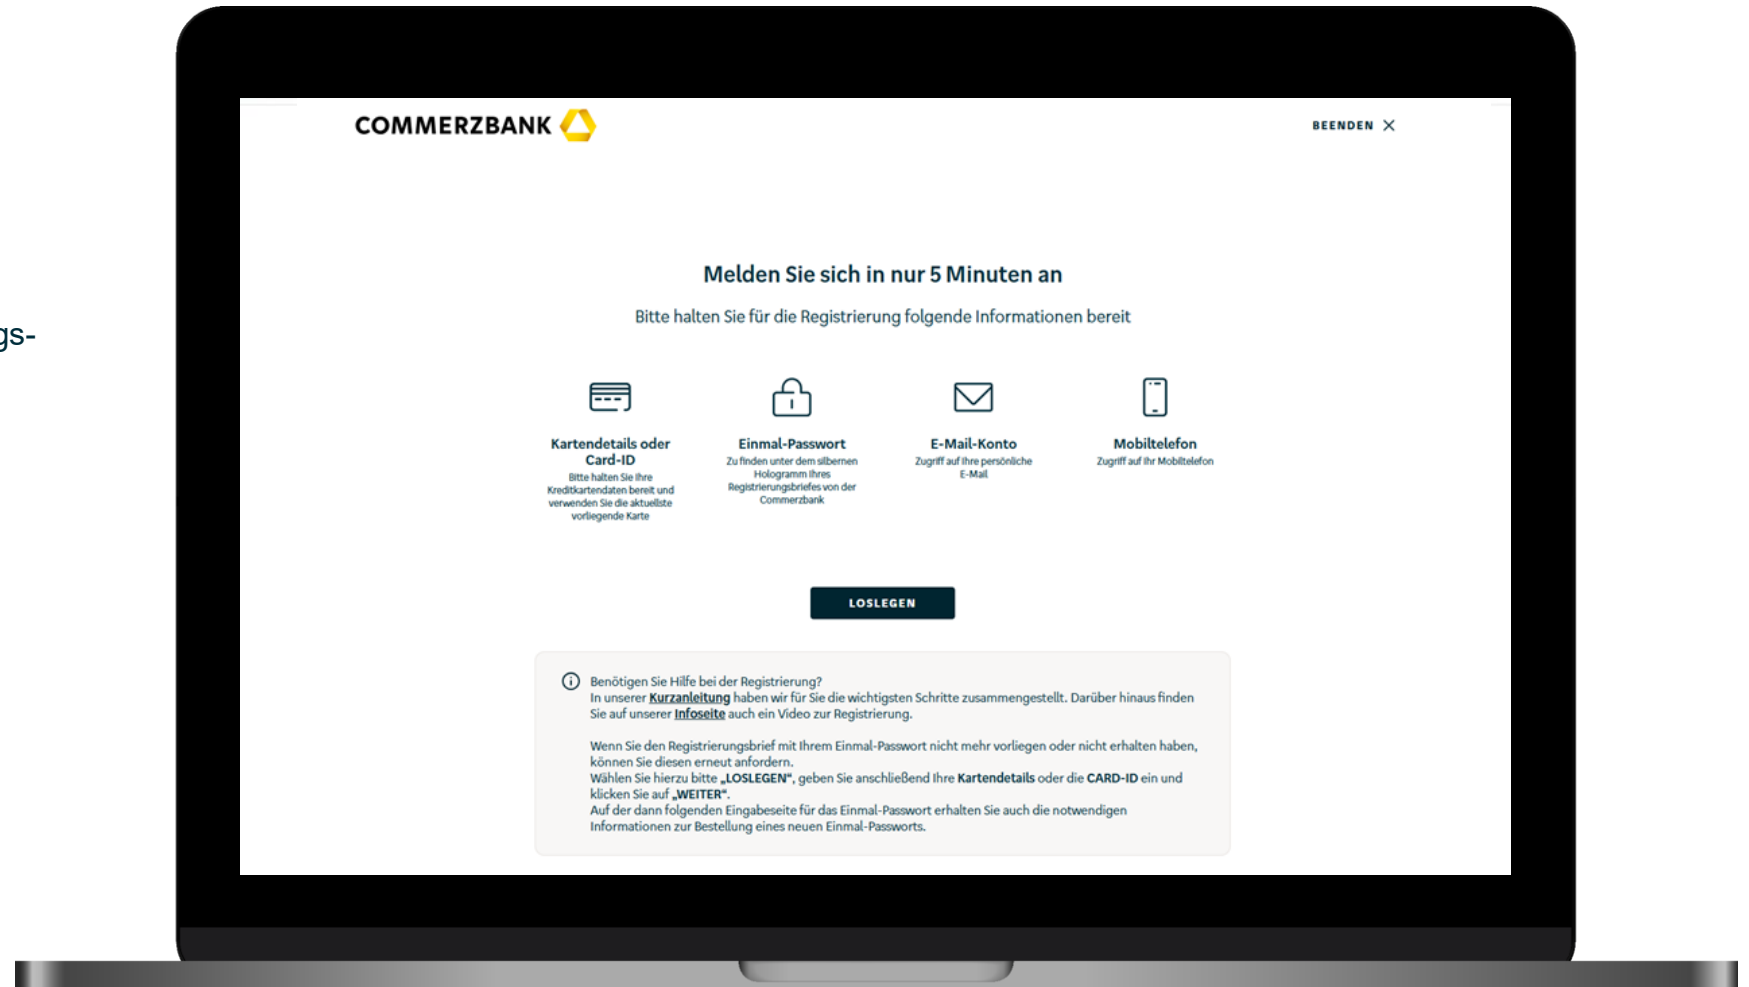 COMMERZBANK
BEENDEN
Melden Sie sich in nur 5 Minuten an
Bitte halten Sie für die Registrierung folgende Informationen bereit
gs-
Kartendetails oder
Card-ID
Bitte halten Sie Ihre
Kreditkartendaten bereit und
verwenden Sie die aktuellste
vorliegende Karte
Einmal-Passwort
Zu finden unter dem silbernen
Hologramm Ihres
Registrierungsbriefes von der
Commerzbank
E-Mail-Konto
Zugriff auf Ihre persönliche
E-Mail
Mobiltelefon
Zugriff auf Ihr Mobiltelefon
LOSLEGEN
Benötigen Sie Hilfe bei der Registrierung?
In unserer Kurzanleitung haben wir für Sie die wichtigsten Schritte zusammengestellt. Darüber hinaus finden
Sie auf unserer Infoseite auch ein Video zur Registrierung.
Wenn Sie den Registrierungsbrief mit Ihrem Einmal-Passwort nicht mehr vorliegen oder nicht erhalten haben,
können Sie diesen erneut anfordern.
Wählen Sie hierzu bitte „LOSLEGEN“, geben Sie anschließend Ihre Kartendetails oder die CARD-ID ein und
klicken Sie auf „WEITER“.
Auf der dann folgenden Eingabeseite für das Einmal-Passwort erhalten Sie auch die notwendigen
Informationen zur Bestellung eines neuen Einmal-Passworts.